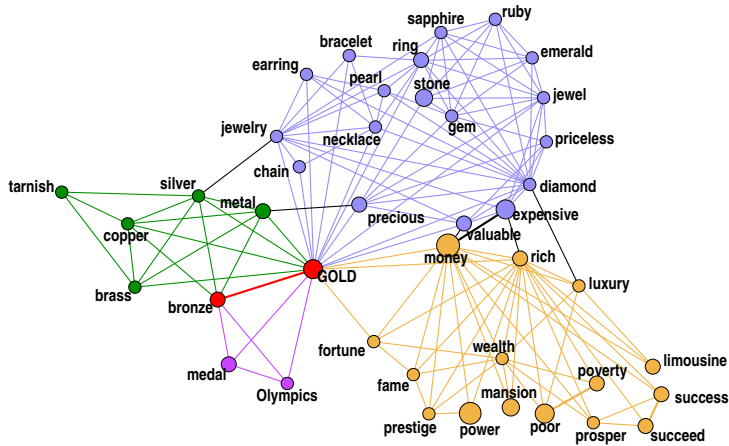 ruby
sapphire
bracelet
ring
emerald
earring
pearl
stone
jewel
jewelry
necklace
gem
priceless
chain
tarnish
silver
diamond
metal
precious
expensive
copper
valuable
money
rich
GOLD
luxury
brass
bronze
fortune
wealth
limousine
medal
fame
poverty
Olympics
mansion
success
prestige
power
poor
prosper
succeed